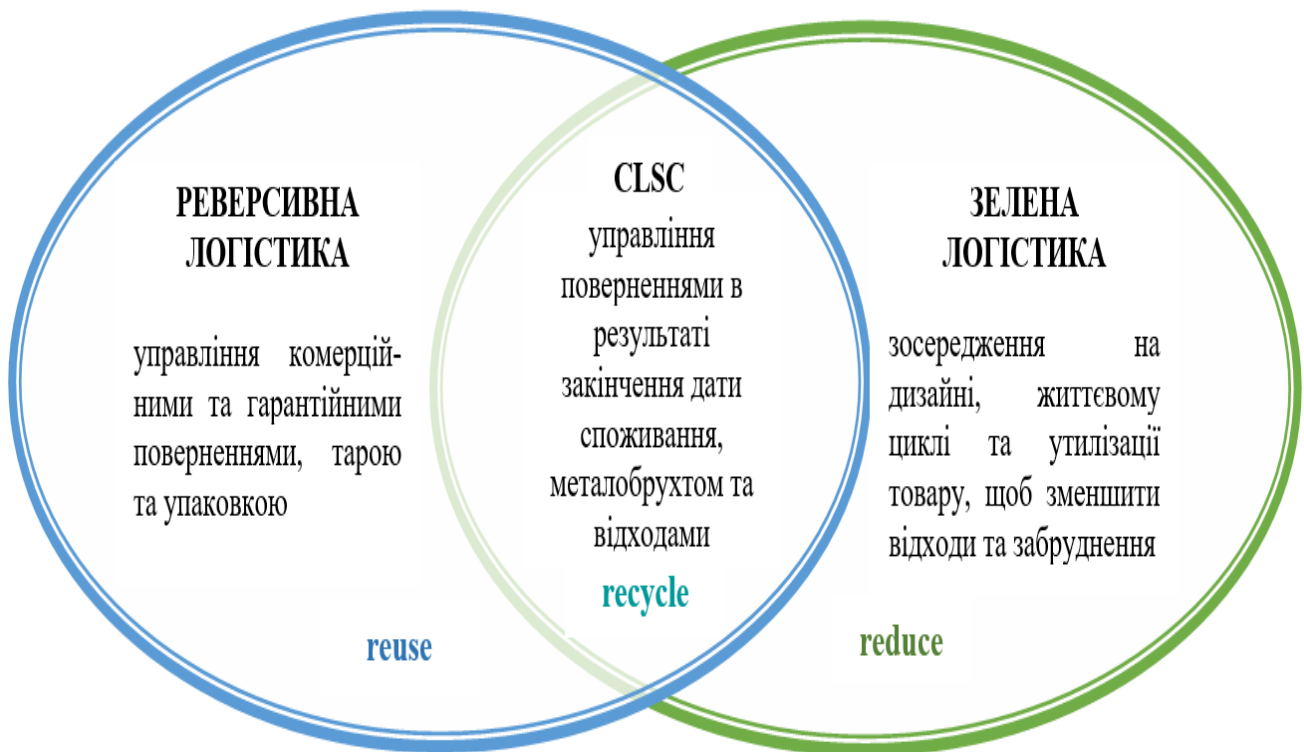 РЕВЕРСИВНА
ЛОГІСТИКА
управління комерцій-
ними та гарантійними
поверненнями, тарою
та упаковкою
reuse
CLSC
управління
поверненнями в
результаті
закінчення дати
споживання,
металобрухтом та
відходами
recycle
ЗЕЛЕНА
ЛОГІСТИКА
зосередження на
дизайні, життєвому
циклі та утилізації
товару, щоб зменшити
відходи та забруднення
reduce